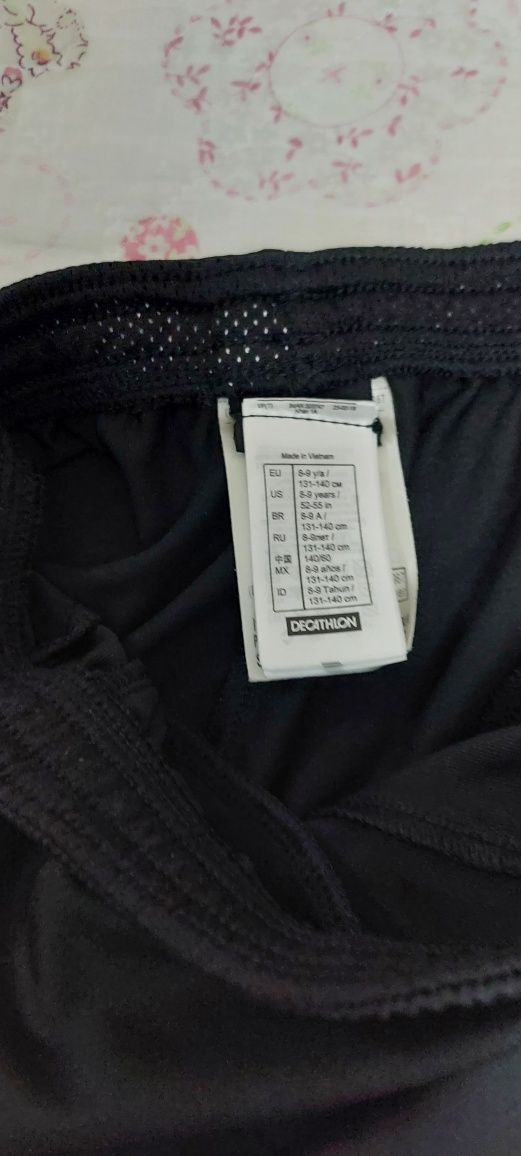 Made in Vietnam
EU 8-9 y/a /
131-140 см
US 8-9 years /
52-55 in
BR 8-9 A /
131-140 cm
RU 8-9лет /
131-140 cm
中国 140/60
MX 8-9 años /
131-140 cm
ID 8-9 Tahun /
131-140 cm
DECATHLON